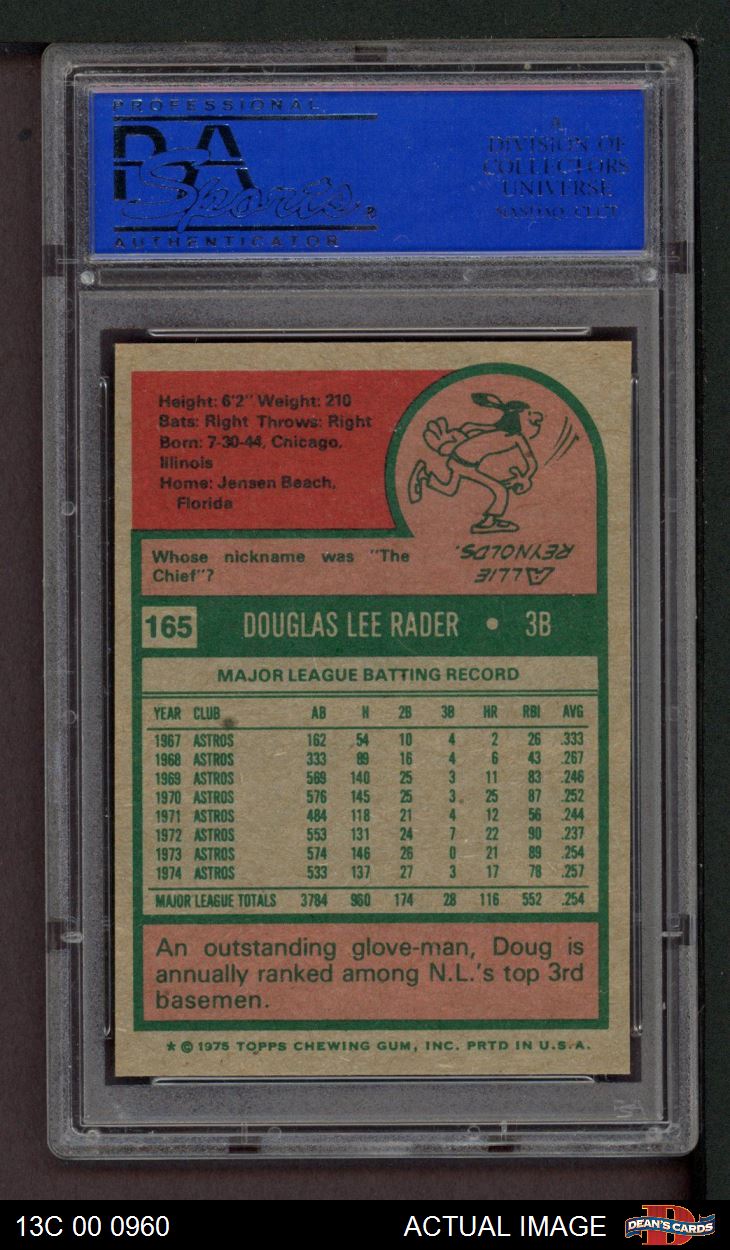 PROFESSIONAL
PSA
Sports®
AUTHENTICATOR
A
DIVISION OF
COLLECTORS
UNIVERSE
NASDAQ: CLCT
Height: 6'2" Weight: 210
Bats: Right Throws: Right
Born: 7-30-44, Chicago,
Illinois
Home: Jensen Beach,
Florida
Whose nickname was "The
Chief"?
ALLIE
REYNOLDS.
165 DOUGLAS LEE RADER • 3B
MAJOR LEAGUE BATTING RECORD
YEAR CLUB AB H 2B 3B HR RBI AVG
1967 ASTROS 162 54 10 4 2 26 .333
1968 ASTROS 333 89 16 4 6 43 .267
1969 ASTROS 569 140 25 3 11 83 .246
1970 ASTROS 576 145 25 3 25 87 .252
1971 ASTROS 484 118 21 4 12 56 .244
1972 ASTROS 553 131 24 7 22 90 .237
1973 ASTROS 574 146 26 0 21 89 .254
1974 ASTROS 533 137 27 3 17 78 .257
MAJOR LEAGUE TOTALS 3784 960 174 28 116 552 .254
An outstanding glove-man, Doug is
annually ranked among N.L.'s top 3rd
basemen.
★ © 1975 TOPPS CHEWING GUM, INC. PRTD IN U.S.A.
PSA
13C 00 0960 ACTUAL IMAGE DEAN'S CARDS